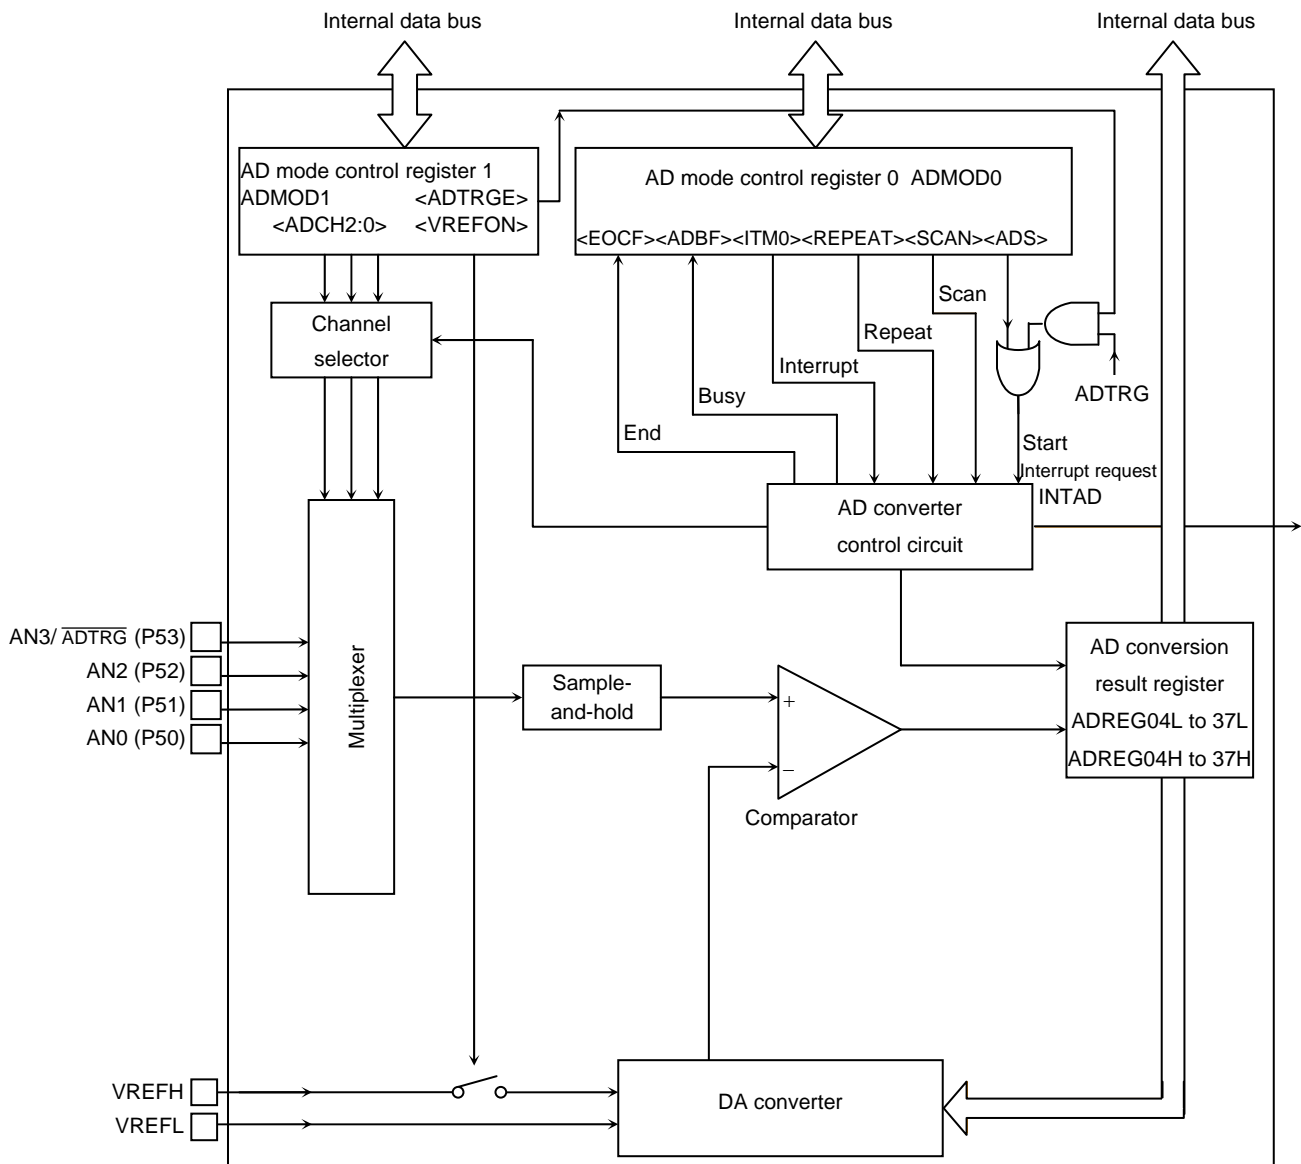 Internal data bus
Internal data bus
Internal data bus
AD mode control register 1
ADMOD1 <ADTRGE>
<ADCH2:0> <VREFON>
AD mode control register 0 ADMOD0
<EOCF><ADBF><ITM0><REPEAT><SCAN><ADS>
Channel
selector
Scan
Repeat
Interrupt
Busy
End
ADTRG
Start
Interrupt request
INTAD
AD converter
control circuit
AN3/ ADTRG (P53)
AN2 (P52)
AN1 (P51)
AN0 (P50)
Multiplexer
Sample-
and-hold
+
−
Comparator
AD conversion
result register
ADREG04L to 37L
ADREG04H to 37H
VREFH
VREFL
DA converter